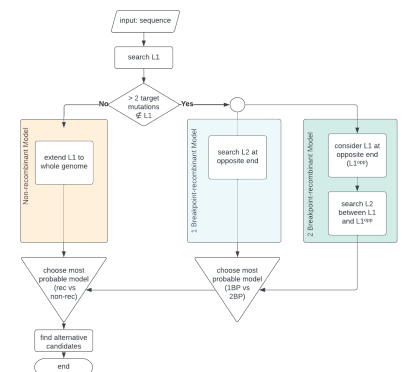 input: sequence
search L1
> 2 target
mutations
∉ L1
No
Yes
Non-recombinant Model
extend L1 to
whole genome
1 Breakpoint-recombinant Model
search L2 at
opposite end
2 Breakpoint-recombinant Model
consider L1 at
opposite end
(L1ᵒᵖᵖ)
search L2
between L1
and L1ᵒᵖᵖ
choose most
probable model
(rec vs
non-rec)
choose most
probable model
(1BP vs
2BP)
find alternative
candidates
end